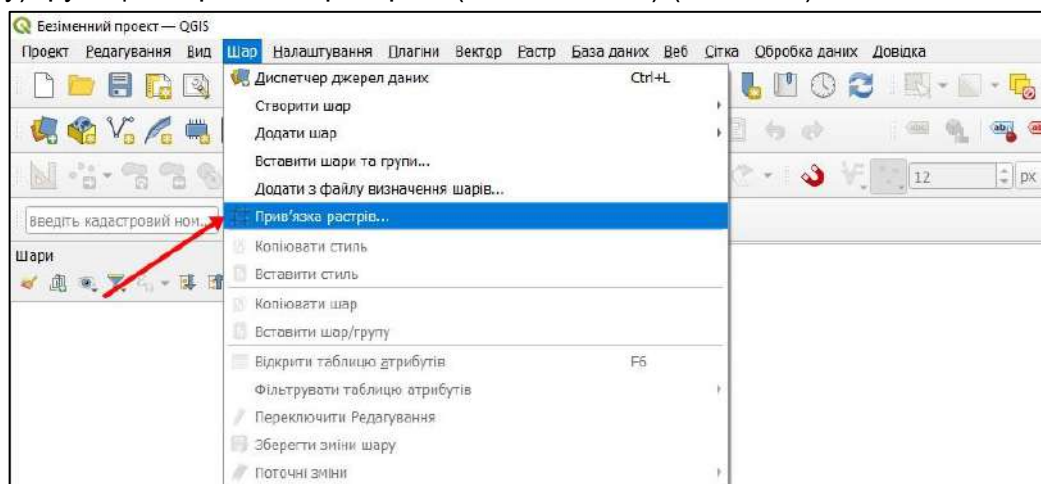 Безіменний проект — QGIS
Проект Редагування Вид Шар Налаштування Плагіни Вектор Растр База даних Веб Сітка Обробка даних Довідка
Диспетчер джерел даних Ctrl+L
Створити шар
Додати шар
Вставити шари та групи...
Додати з файлу визначення шарів...
12 px
Введіть кадастровий ном...
Прив'язка растрів...
Шари
Копіювати стиль
Вставити стиль
Копіювати шар
Вставити шар/групу
Відкрити таблицю атрибутів F6
Фільтрувати таблицю атрибутів
Переключити Редагування
Зберегти зміни шару
Поточні зміни